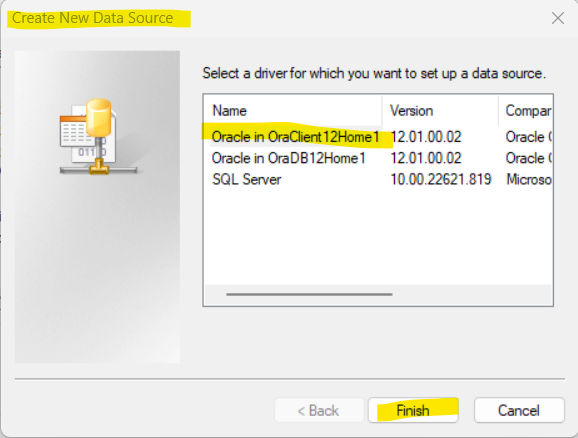 Create New Data Source
Select a driver for which you want to set up a data source.
Name Version Compar
Oracle in OraClient12Home1 12.01.00.02 Oracle C
Oracle in OraDB12Home1 12.01.00.02 Oracle C
SQL Server 10.00.22621.819 Microso
< Back Finish Cancel